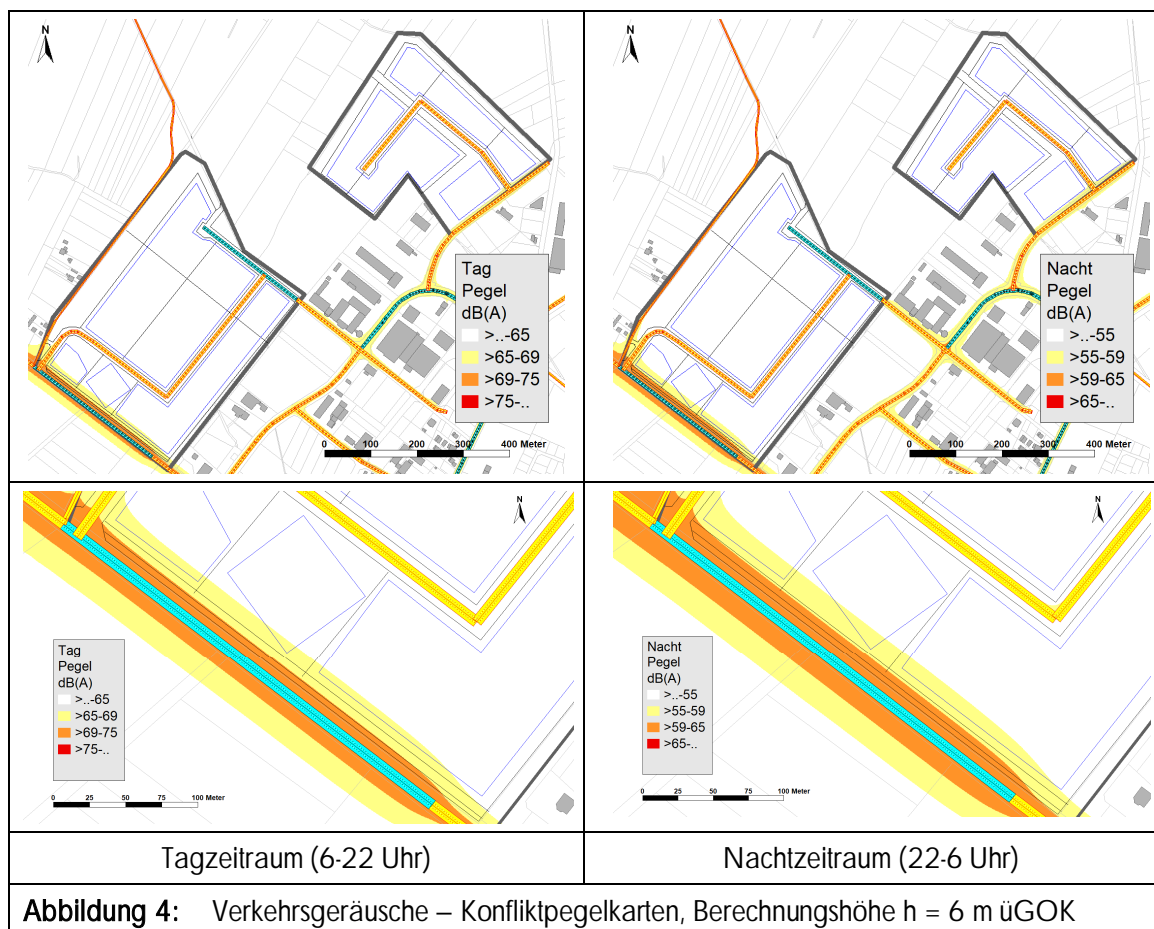 N
Tag
Pegel
dB(A)
>..-65
>65-69
>69-75
>75-..
0 100 200 300 400 Meter
N
Nacht
Pegel
dB(A)
>..-55
>55-59
>59-65
>65-..
0 100 200 300 400 Meter
N
Tag
Pegel
dB(A)
>..-65
>65-69
>69-75
>75-..
0 25 50 75 100 Meter
N
Nacht
Pegel
dB(A)
>..-55
>55-59
>59-65
>65-..
0 25 50 75 100 Meter
Tagzeitraum (6-22 Uhr)
Nachtzeitraum (22-6 Uhr)
Abbildung 4: Verkehrsgeräusche – Konfliktpegelkarten, Berechnungshöhe h = 6 m üGOK